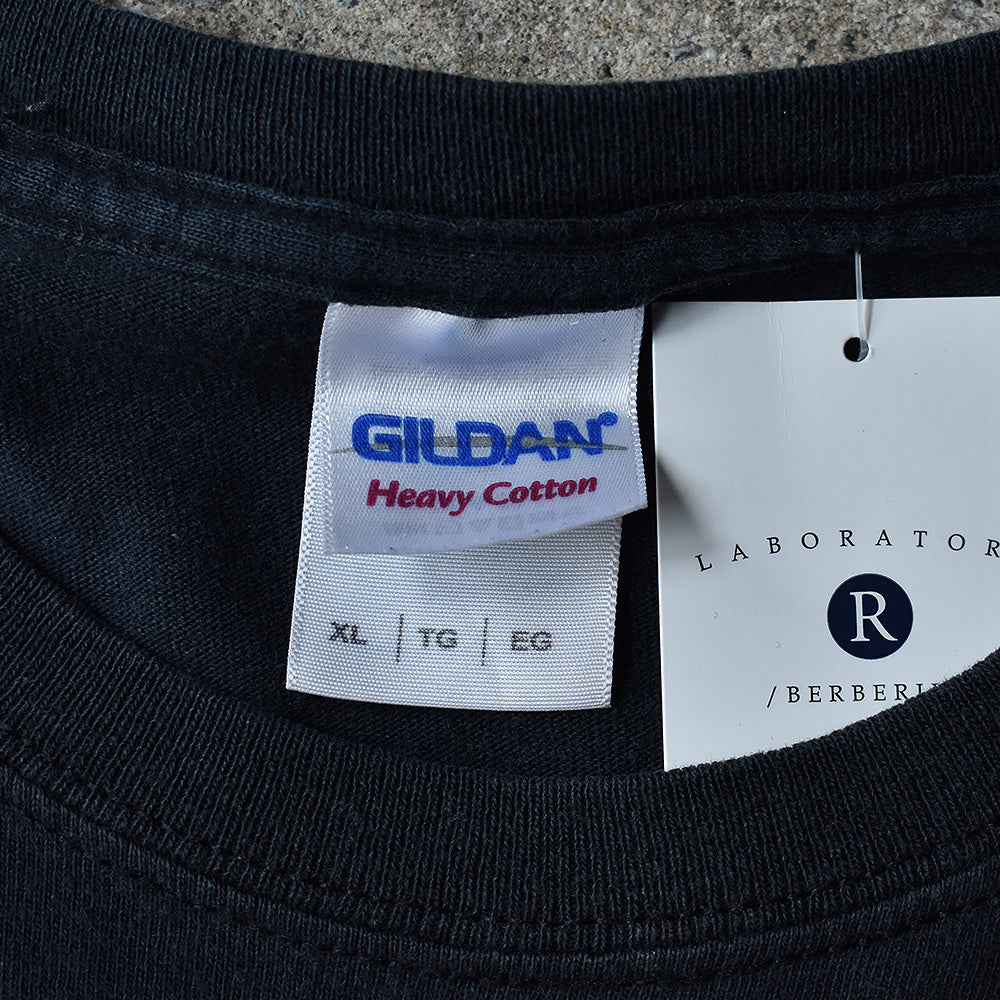 GILDAN
Heavy Cotton
XL | TG | EG
LABORATOR
R
/BERBERI